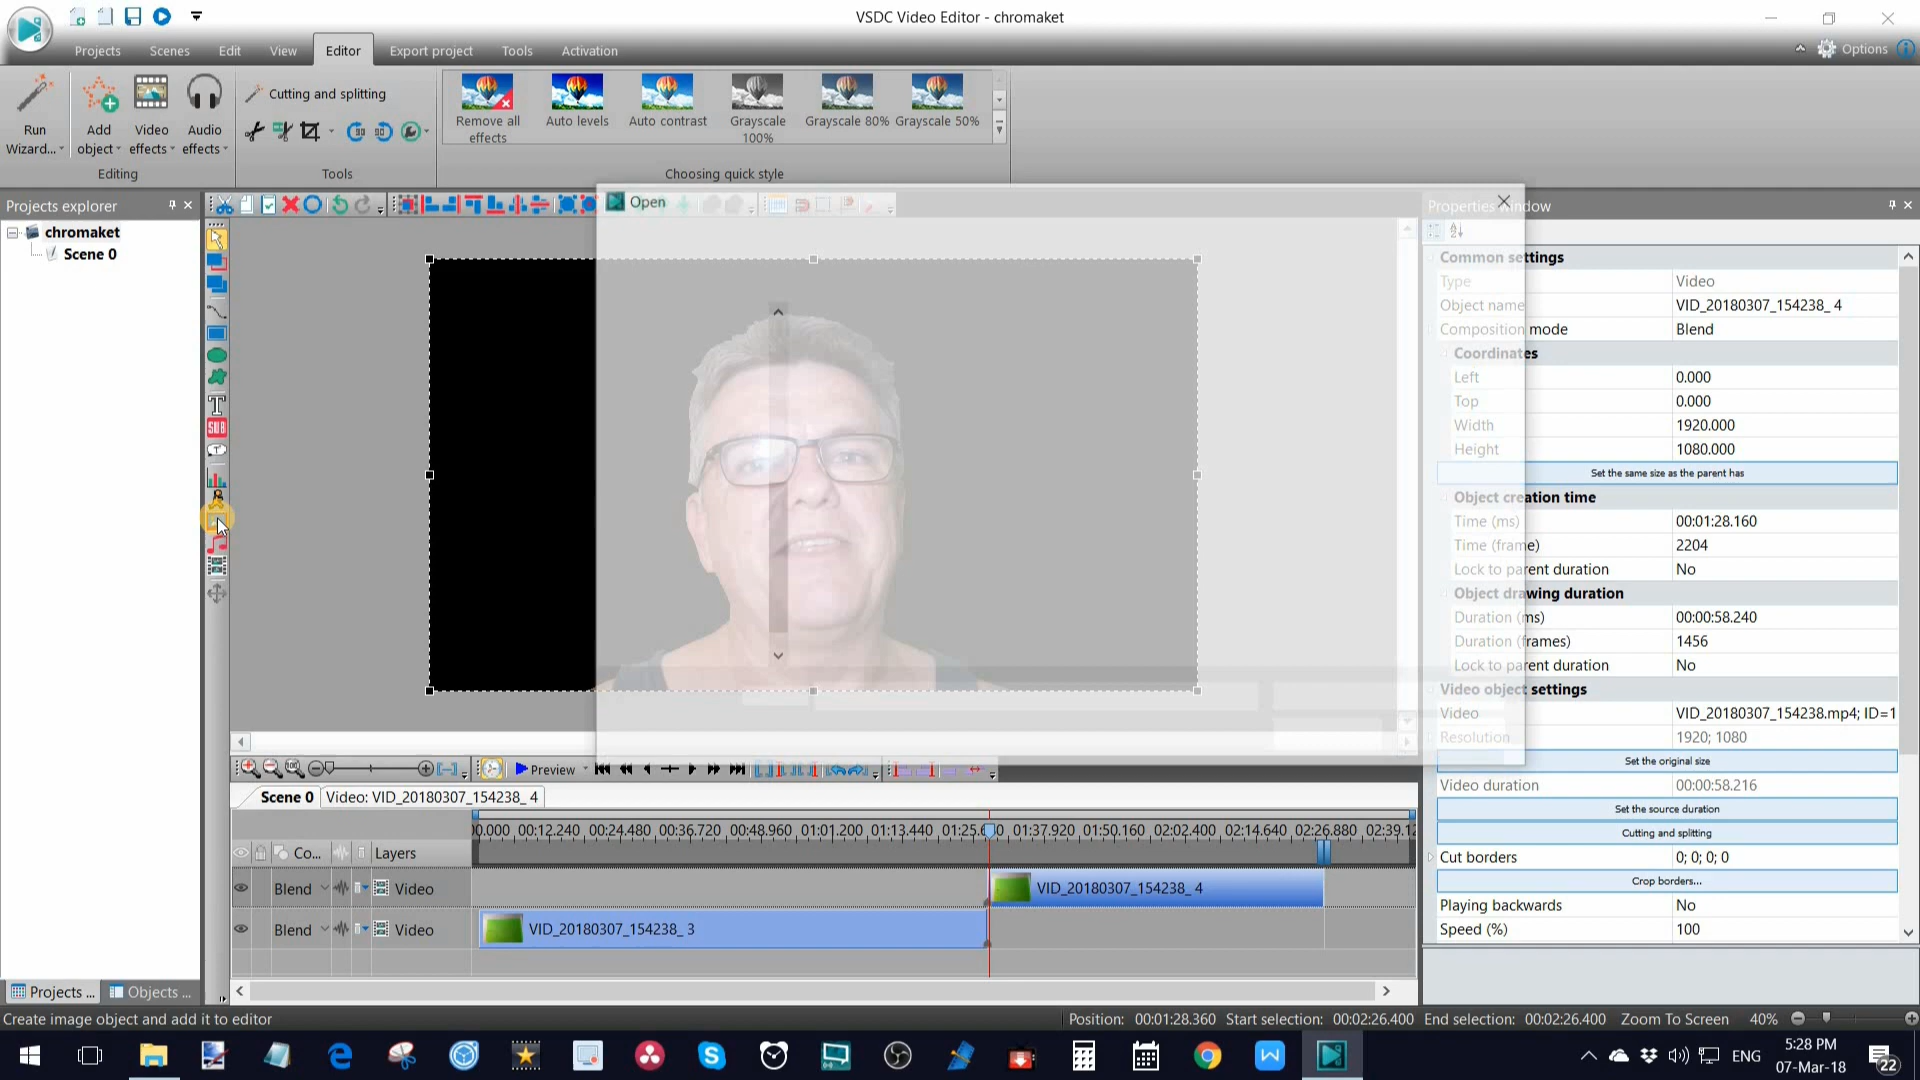 VSDC Video Editor - chromaket
Projects
Scenes
Edit
View
Editor
Export project
Tools
Activation
Options
Run
Wizard...
Add
object
Video
effects
Audio
effects
Cutting and splitting
Remove all
effects
Auto levels
Auto contrast
Grayscale
100%
Grayscale 80%
Grayscale 50%
Editing
Tools
Choosing quick style
Projects explorer
Open
Properties window
chromaket
Scene 0
SUB
Common settings
Type Video
Object name VID_20180307_154238_ 4
Composition mode Blend
Coordinates
Left 0.000
Top 0.000
Width 1920.000
Height 1080.000
Set the same size as the parent has
Object creation time
Time (ms) 00:01:28.160
Time (frame) 2204
Lock to parent duration No
Object drawing duration
Duration (ms) 00:00:58.240
Duration (frames) 1456
Lock to parent duration No
Video object settings
Video VID_20180307_154238.mp4; ID=1
Resolution 1920; 1080
Set the original size
Video duration 00:00:58.216
Set the source duration
Cutting and splitting
Cut borders 0; 0; 0; 0
Crop borders...
Playing backwards No
Speed (%) 100
Preview
Scene 0
Video: VID_20180307_154238_ 4
00:12.240 00:24.480 00:36.720 00:48.960 01:01.200 01:13.440 01:37.920 01:50.160 02:02.400 02:14.640 02:26.880
Co...
Layers
Blend
Video
VID_20180307_154238_ 4
Blend
Video
VID_20180307_154238_ 3
Projects ...
Objects ...
Create image object and add it to editor
Position: 00:01:28.360 Start selection: 00:02:26.400 End selection: 00:02:26.400 Zoom To Screen 40%
ENG
5:28 PM
07-Mar-18
22